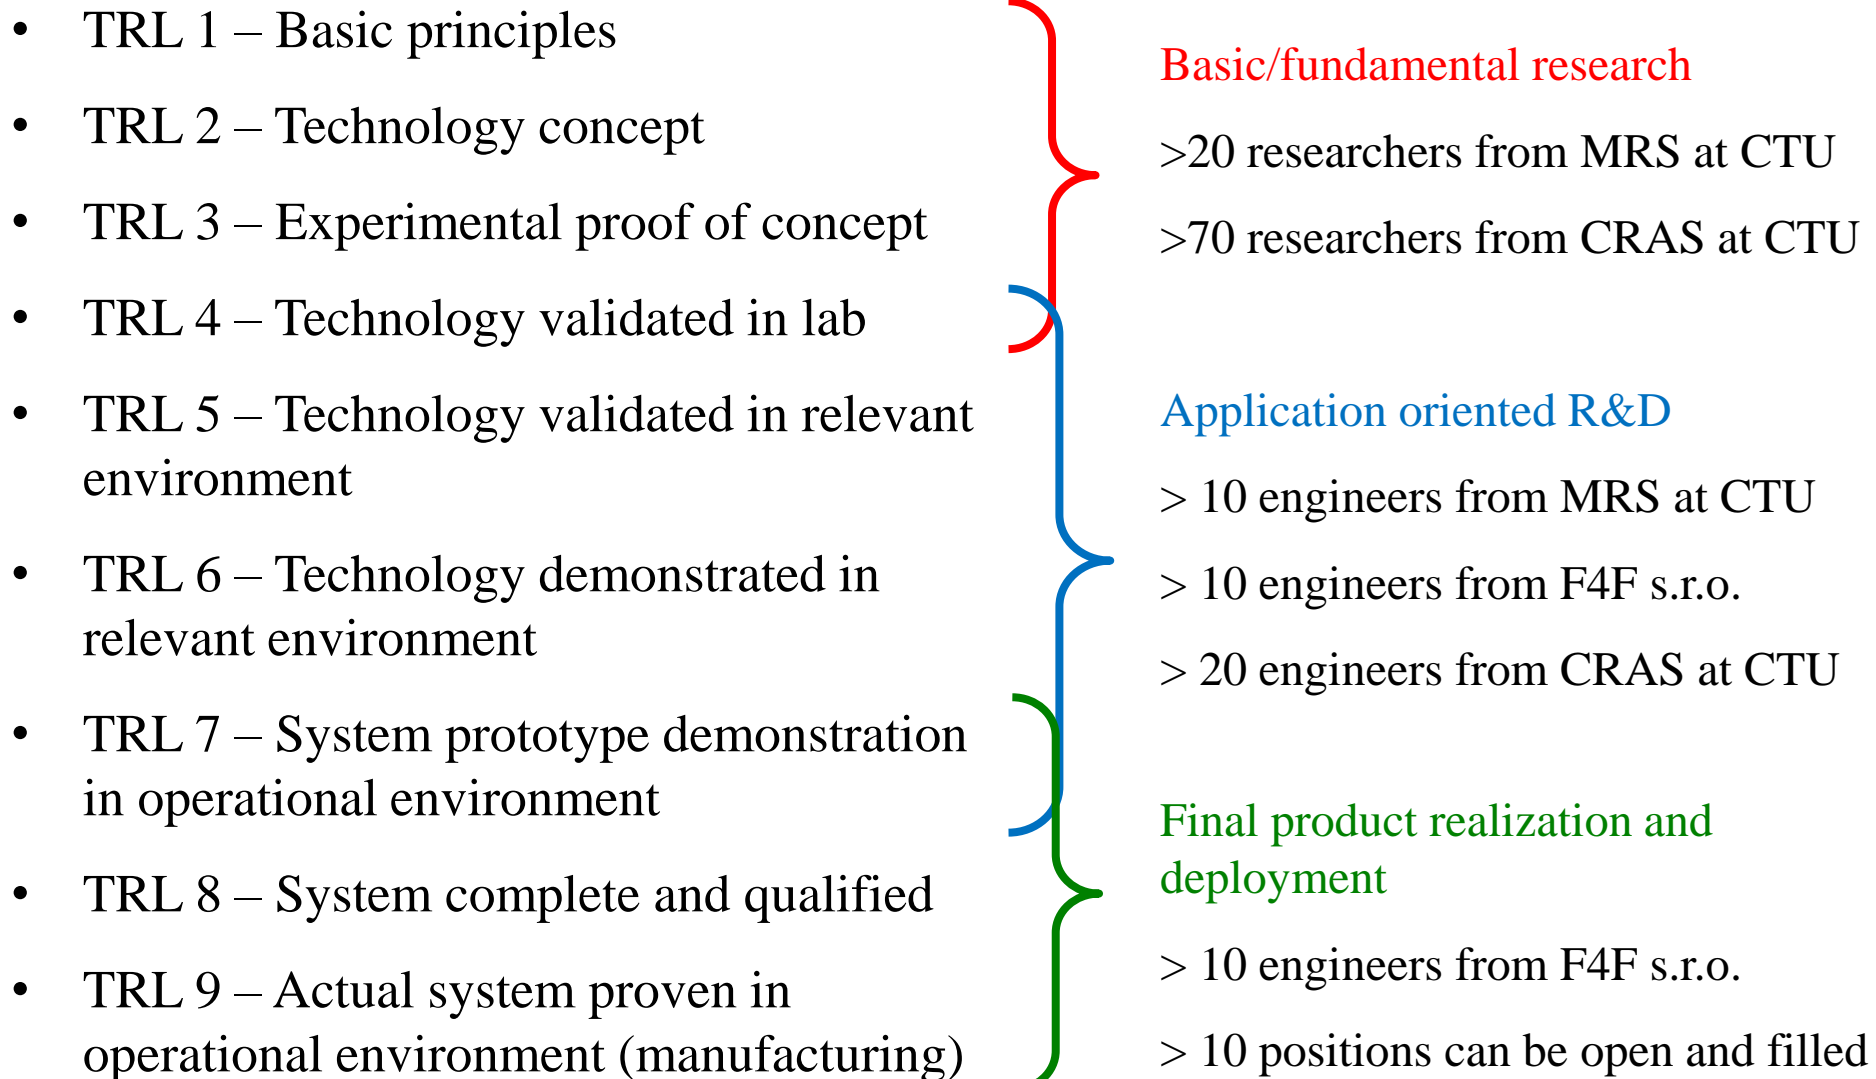 • TRL 1 – Basic principles
• TRL 2 – Technology concept
• TRL 3 – Experimental proof of concept
• TRL 4 – Technology validated in lab
• TRL 5 – Technology validated in relevant
environment
• TRL 6 – Technology demonstrated in
relevant environment
• TRL 7 – System prototype demonstration
in operational environment
• TRL 8 – System complete and qualified
• TRL 9 – Actual system proven in
operational environment (manufacturing)
Basic/fundamental research
>20 researchers from MRS at CTU
>70 researchers from CRAS at CTU
Application oriented R&D
> 10 engineers from MRS at CTU
> 10 engineers from F4F s.r.o.
> 20 engineers from CRAS at CTU
Final product realization and
deployment
> 10 engineers from F4F s.r.o.
> 10 positions can be open and filled